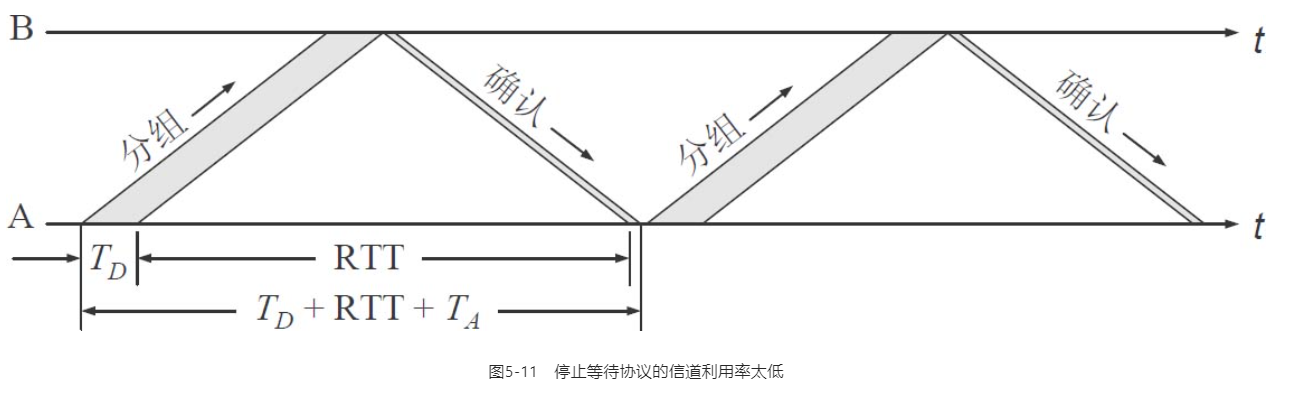 B
t
分组
确认
分组
确认
A
t
T_D
RTT
T_D + RTT + T_A
图5-11 停止等待协议的信道利用率太低